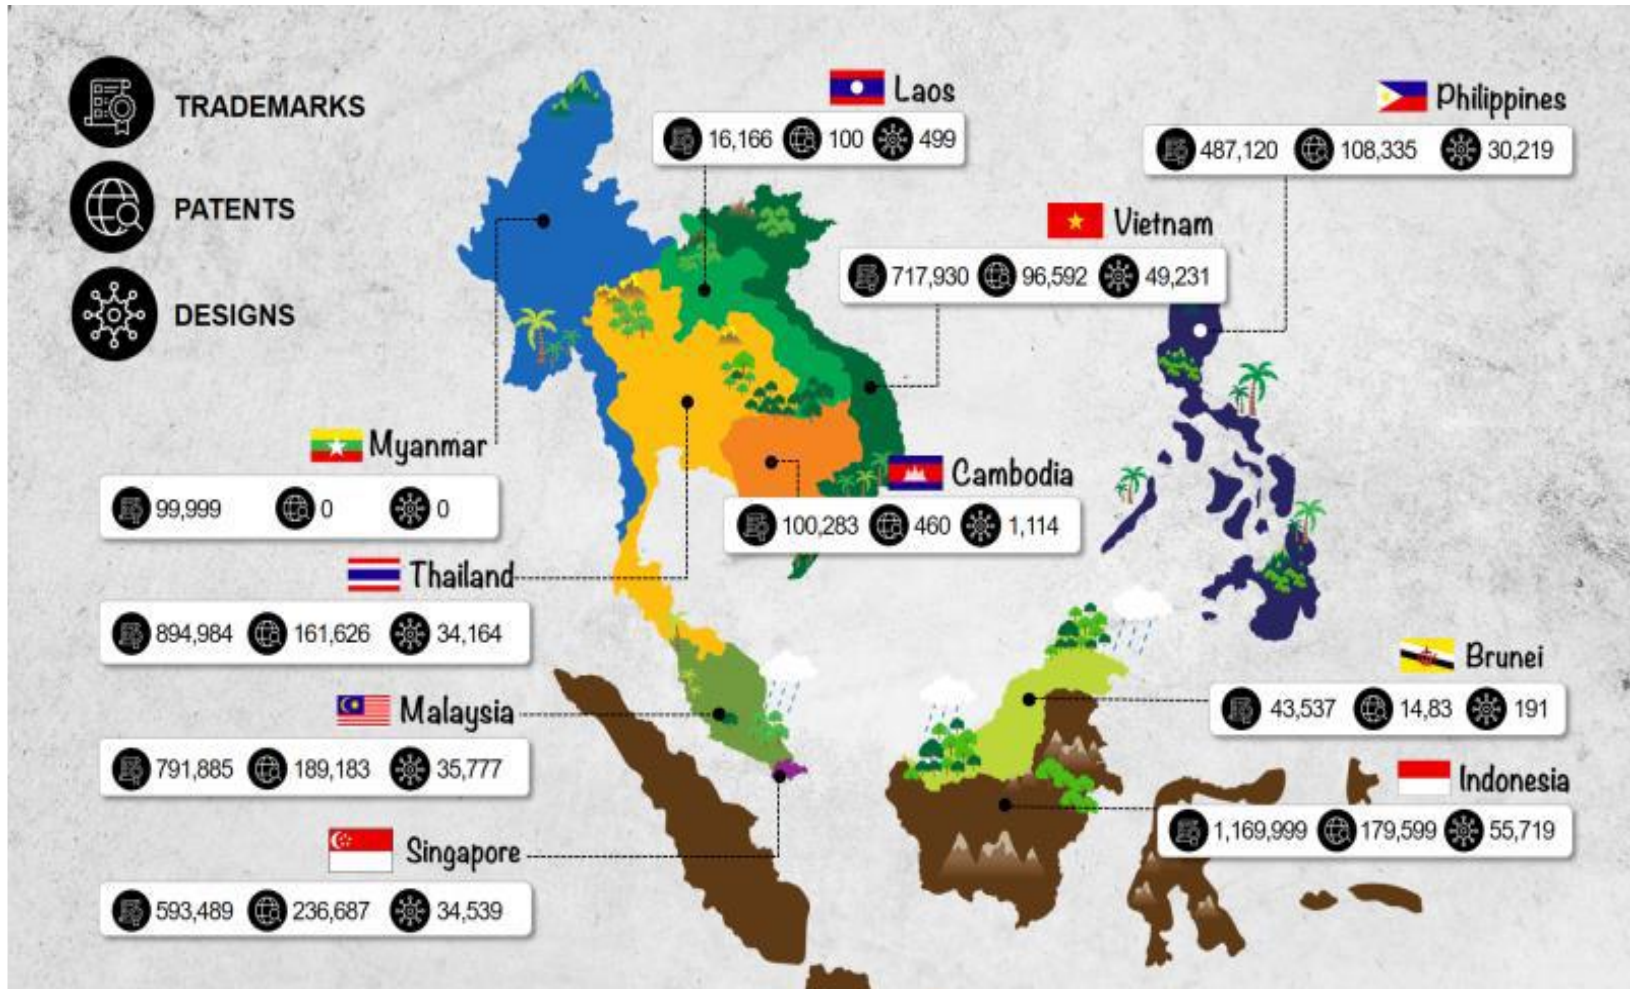 TRADEMARKS
PATENTS
DESIGNS
Laos
16,166 100 499
Philippines
487,120 108,335 30,219
Vietnam
717,930 96,592 49,231
Myanmar
99,999 0 0
Cambodia
100,283 460 1,114
Thailand
894,984 161,626 34,164
Malaysia
791,885 189,183 35,777
Brunei
43,537 14,83 191
Indonesia
1,169,999 179,599 55,719
Singapore
593,489 236,687 34,539